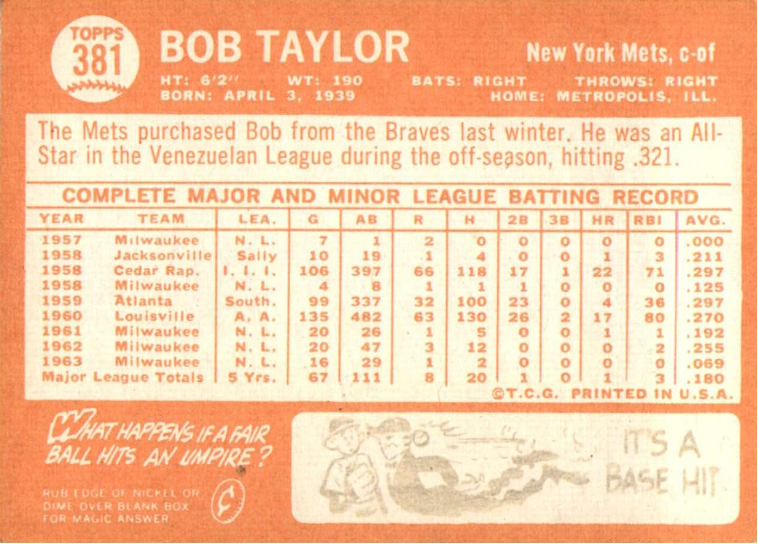 TOPPS
381
BOB TAYLOR
New York Mets, c-of
HT: 6'2" WT: 190 BATS: RIGHT THROWS: RIGHT
BORN: APRIL 3, 1939 HOME: METROPOLIS, ILL.
The Mets purchased Bob from the Braves last winter. He was an All-
Star in the Venezuelan League during the off-season, hitting .321.
COMPLETE MAJOR AND MINOR LEAGUE BATTING RECORD
YEAR TEAM LEA. G AB R H 2B 3B HR RBI AVG.
1957 Milwaukee N. L. 7 1 2 0 0 0 0 0 .000
1958 Jacksonville Sally 10 19 1 4 0 0 1 3 .211
1958 Cedar Rap. I. I. I. 106 397 66 118 17 1 22 71 .297
1958 Milwaukee N. L. 4 8 1 1 1 0 0 0 .125
1959 Atlanta South. 99 337 32 100 23 0 4 36 .297
1960 Louisville A. A. 135 482 63 130 26 2 17 80 .270
1961 Milwaukee N. L. 20 26 1 5 0 0 1 1 .192
1962 Milwaukee N. L. 20 47 3 12 0 0 0 2 .255
1963 Milwaukee N. L. 16 29 1 2 0 0 0 0 .069
Major League Totals 5 Yrs. 67 111 8 20 1 0 1 3 .180
©T.C.G. PRINTED IN U.S.A.
WHAT HAPPENS IF A FAIR
BALL HITS AN UMPIRE?
RUB EDGE OF NICKEL OR
DIME OVER BLANK BOX
FOR MAGIC ANSWER
IT'S A
BASE HIT